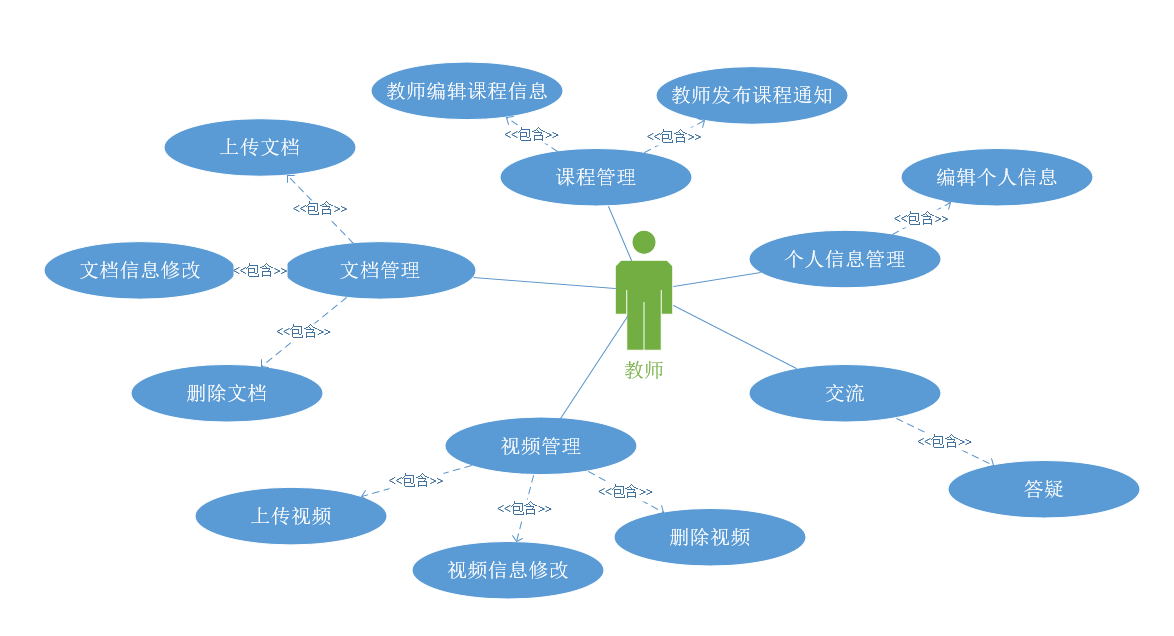 教师编辑课程信息
教师发布课程通知
<<包含>>
<<包含>>
上传文档
课程管理
编辑个人信息
<<包含>>
<<包含>>
文档信息修改
<<包含>>
文档管理
个人信息管理
<<包含>>
教师
删除文档
交流
<<包含>>
视频管理
<<包含>>
<<包含>>
<<包含>>
答疑
上传视频
删除视频
视频信息修改